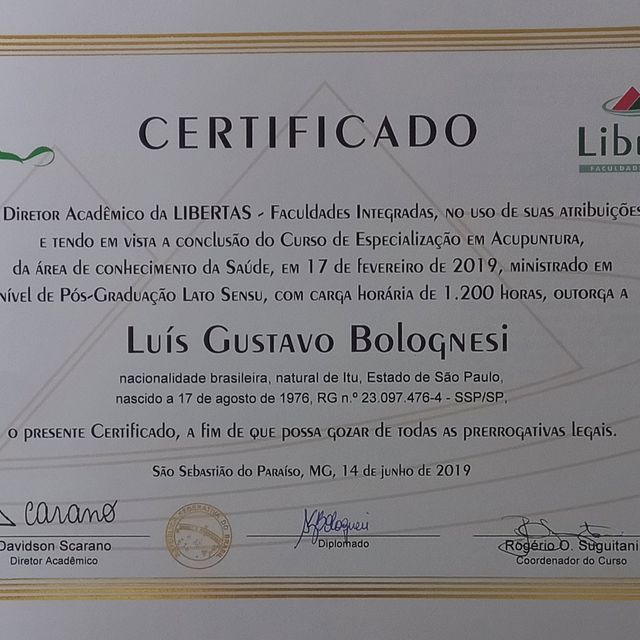 CERTIFICADO
Lib
FACULDADE
Diretor Acadêmico da LIBERTAS - Faculdades Integradas, no uso de suas atribuições
e tendo em vista a conclusão do Curso de Especialização em Acupuntura,
da área de conhecimento da Saúde, em 17 de fevereiro de 2019, ministrado em
nível de Pós-Graduação Lato Sensu, com carga horária de 1.200 horas, outorga a
Luís Gustavo Bolognesi
nacionalidade brasileira, natural de Itu, Estado de São Paulo,
nascido a 17 de agosto de 1976, RG n.º 23.097.476-4 - SSP/SP,
o presente Certificado, a fim de que possa gozar de todas as prerrogativas legais.
São Sebastião do Paraíso, MG, 14 de junho de 2019
Scarano
Davidson Scarano
Diretor Acadêmico
Bolognesi
Diplomado
Rogério O. Suguitani
Coordenador do Curso